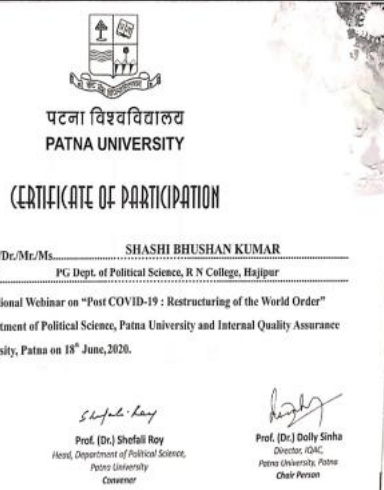 पटना विश्वविद्यालय
PATNA UNIVERSITY
CERTIFICATE OF PARTICIPATION
/Dr./Mr./Ms. SHASHI BHUSHAN KUMAR
PG Dept. of Political Science, R N College, Hajipur
ional Webinar on “Post COVID-19 : Restructuring of the World Order”
tment of Political Science, Patna University and Internal Quality Assurance
sity, Patna on 18th June,2020.
Prof. (Dr.) Shefali Roy
Head, Department of Political Science,
Patna University
Convener
Prof. (Dr.) Dolly Sinha
Director, IQAC,
Patna University, Patna
Chair Person